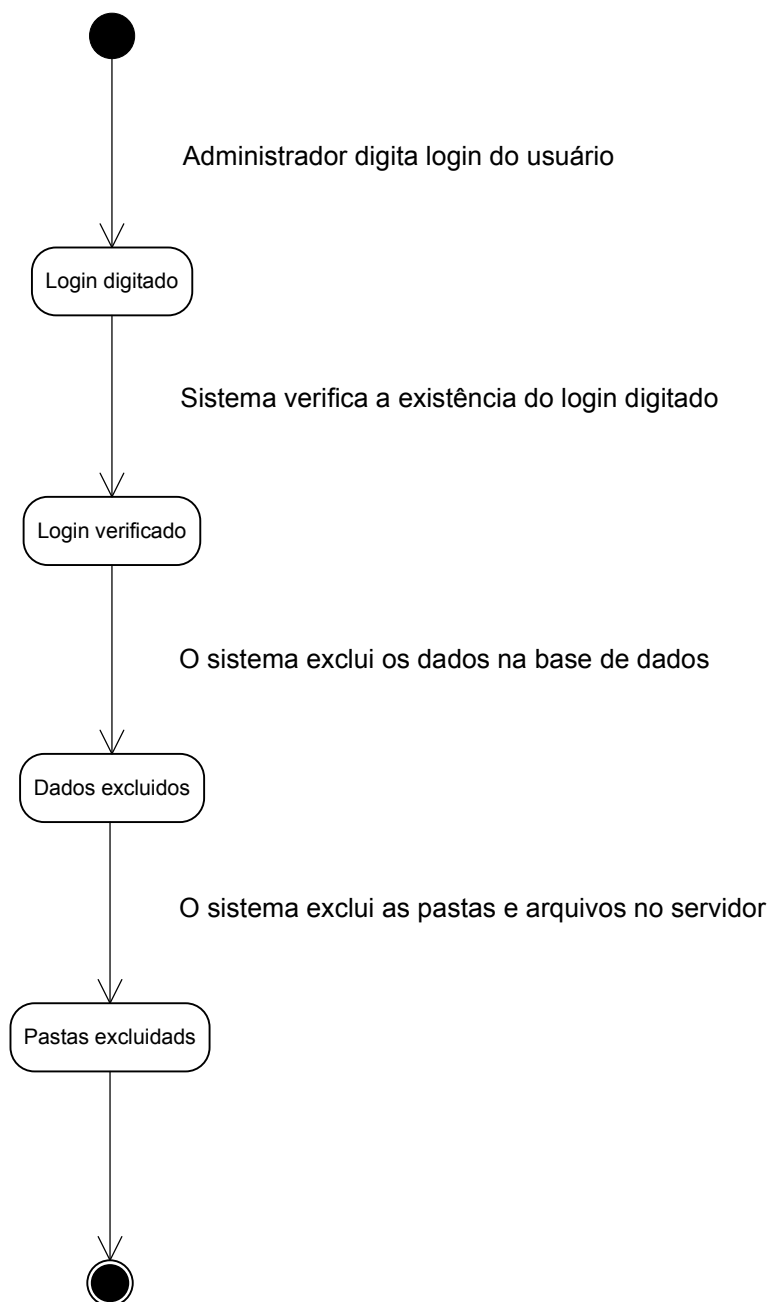 Administrador digita login do usuário
Login digitado
Sistema verifica a existência do login digitado
Login verificado
O sistema exclui os dados na base de dados
Dados excluidos
O sistema exclui as pastas e arquivos no servidor
Pastas excluidads